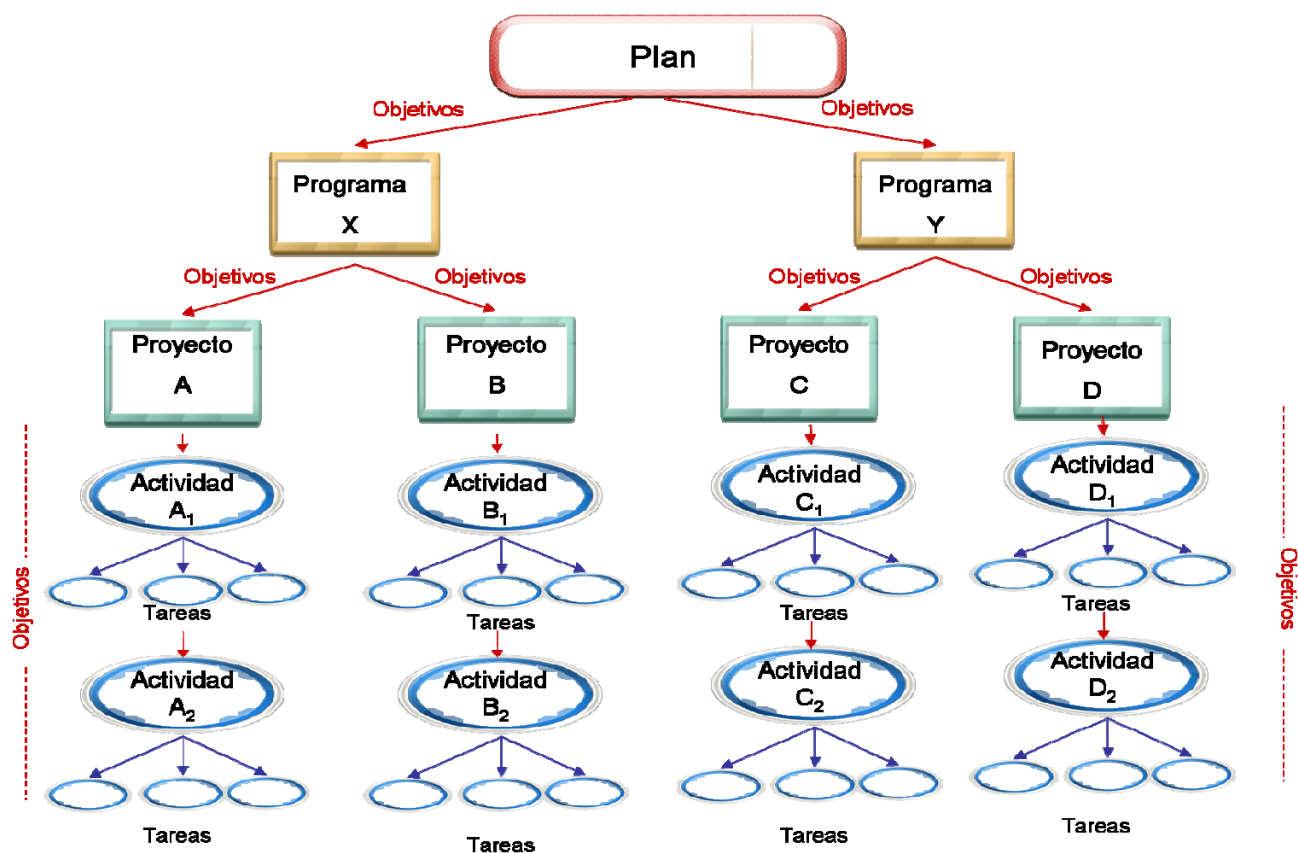 Plan
Objetivos
Objetivos
Programa
X
Programa
Y
Objetivos
Objetivos
Objetivos
Objetivos
Proyecto
A
Proyecto
B
Proyecto
C
Proyecto
D
Objetivos
Actividad
A₁
Actividad
B₁
Actividad
C₁
Actividad
D₁
Objetivos
Tareas
Tareas
Tareas
Tareas
Actividad
A₂
Actividad
B₂
Actividad
C₂
Actividad
D₂
Tareas
Tareas
Tareas
Tareas